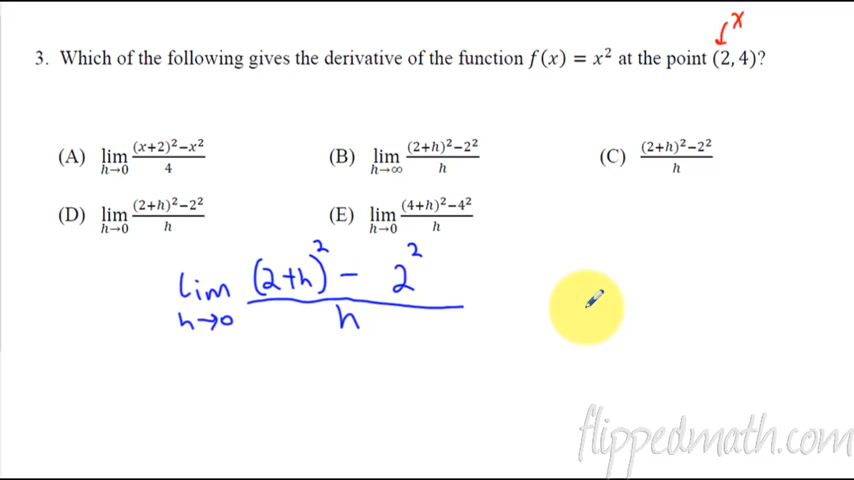 x
3. Which of the following gives the derivative of the function f(x) = x² at the point (2, 4)?
(A) lim h→0 (x+2)²−x² / 4 (B) lim h→∞ (2+h)²−2² / h (C) (2+h)²−2² / h
(D) lim h→0 (2+h)²−2² / h (E) lim h→0 (4+h)²−4² / h
lim h→0 (2+h)² − 2² / h
flippedmath.com